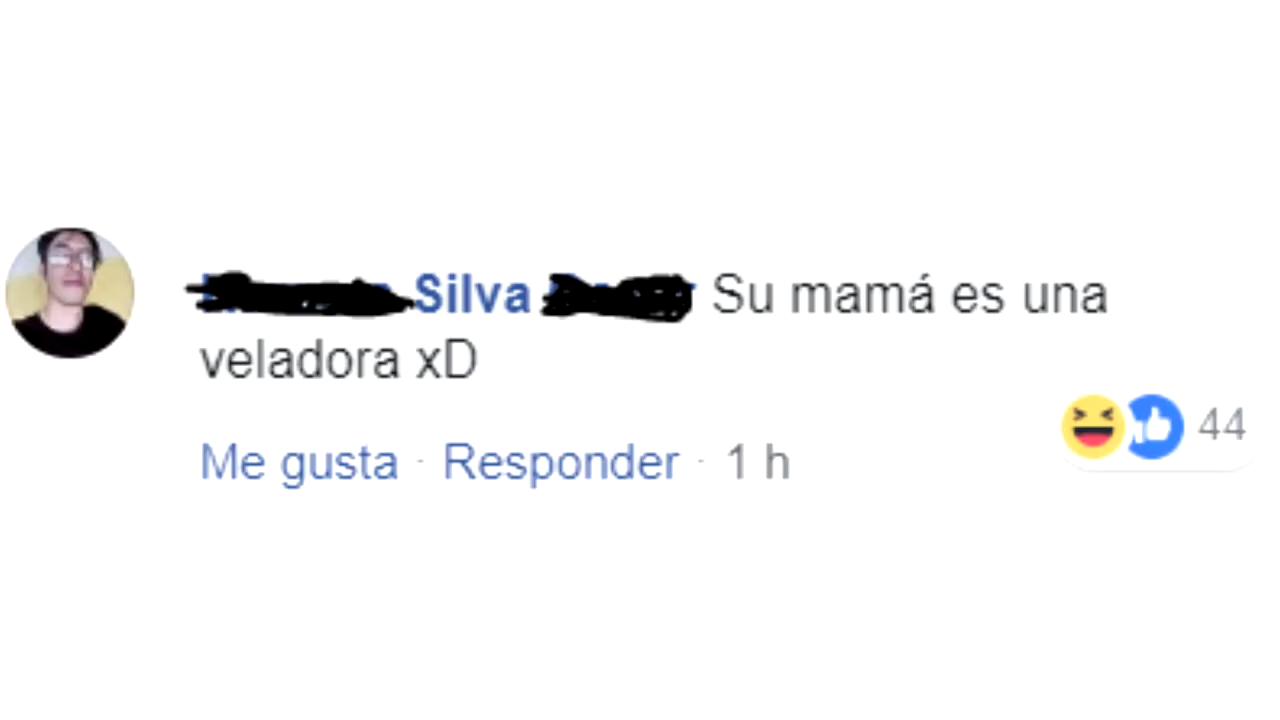 Silva Su mamá es una
veladora xD
44
Me gusta · Responder · 1 h